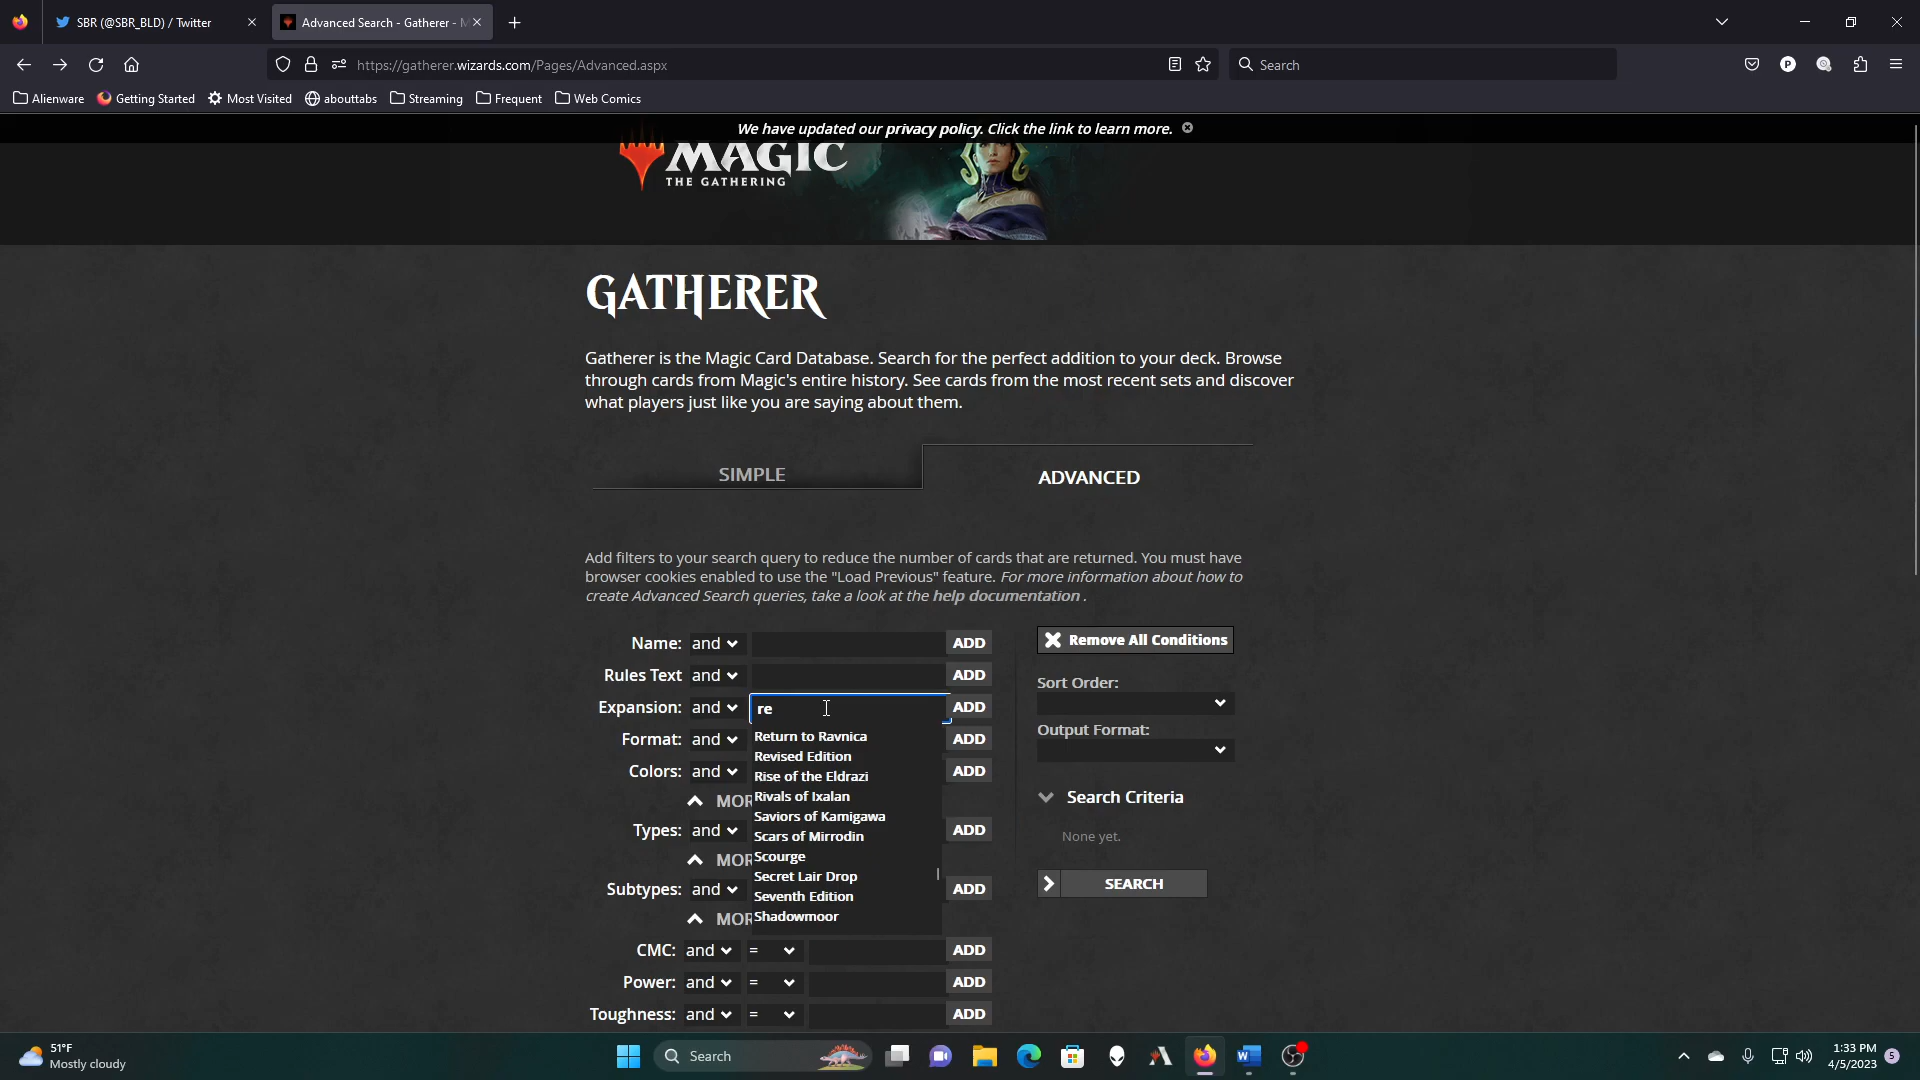 SBR (@SBR_BLD) / Twitter
Advanced Search - Gatherer - M
https://gatherer.wizards.com/Pages/Advanced.aspx
Search
Alienware
Getting Started
Most Visited
abouttabs
Streaming
Frequent
Web Comics
We have updated our privacy policy. Click the link to learn more.
MAGIC
THE GATHERING
GATHERER
Gatherer is the Magic Card Database. Search for the perfect addition to your deck. Browse
through cards from Magic's entire history. See cards from the most recent sets and discover
what players just like you are saying about them.
SIMPLE
ADVANCED
Add filters to your search query to reduce the number of cards that are returned. You must have
browser cookies enabled to use the "Load Previous" feature. For more information about how to
create Advanced Search queries, take a look at the help documentation .
Name: and ADD
Rules Text and ADD
Expansion: and re ADD
Format: and ADD
Colors: and ADD
MOR
Types: and ADD
MOR
Subtypes: and ADD
MOR
CMC: and = ADD
Power: and = ADD
Toughness: and = ADD
Return to Ravnica
Revised Edition
Rise of the Eldrazi
Rivals of Ixalan
Saviors of Kamigawa
Scars of Mirrodin
Scourge
Secret Lair Drop
Seventh Edition
Shadowmoor
Remove All Conditions
Sort Order:
Output Format:
Search Criteria
None yet.
SEARCH
51°F
Mostly cloudy
Search
1:33 PM
4/5/2023
5